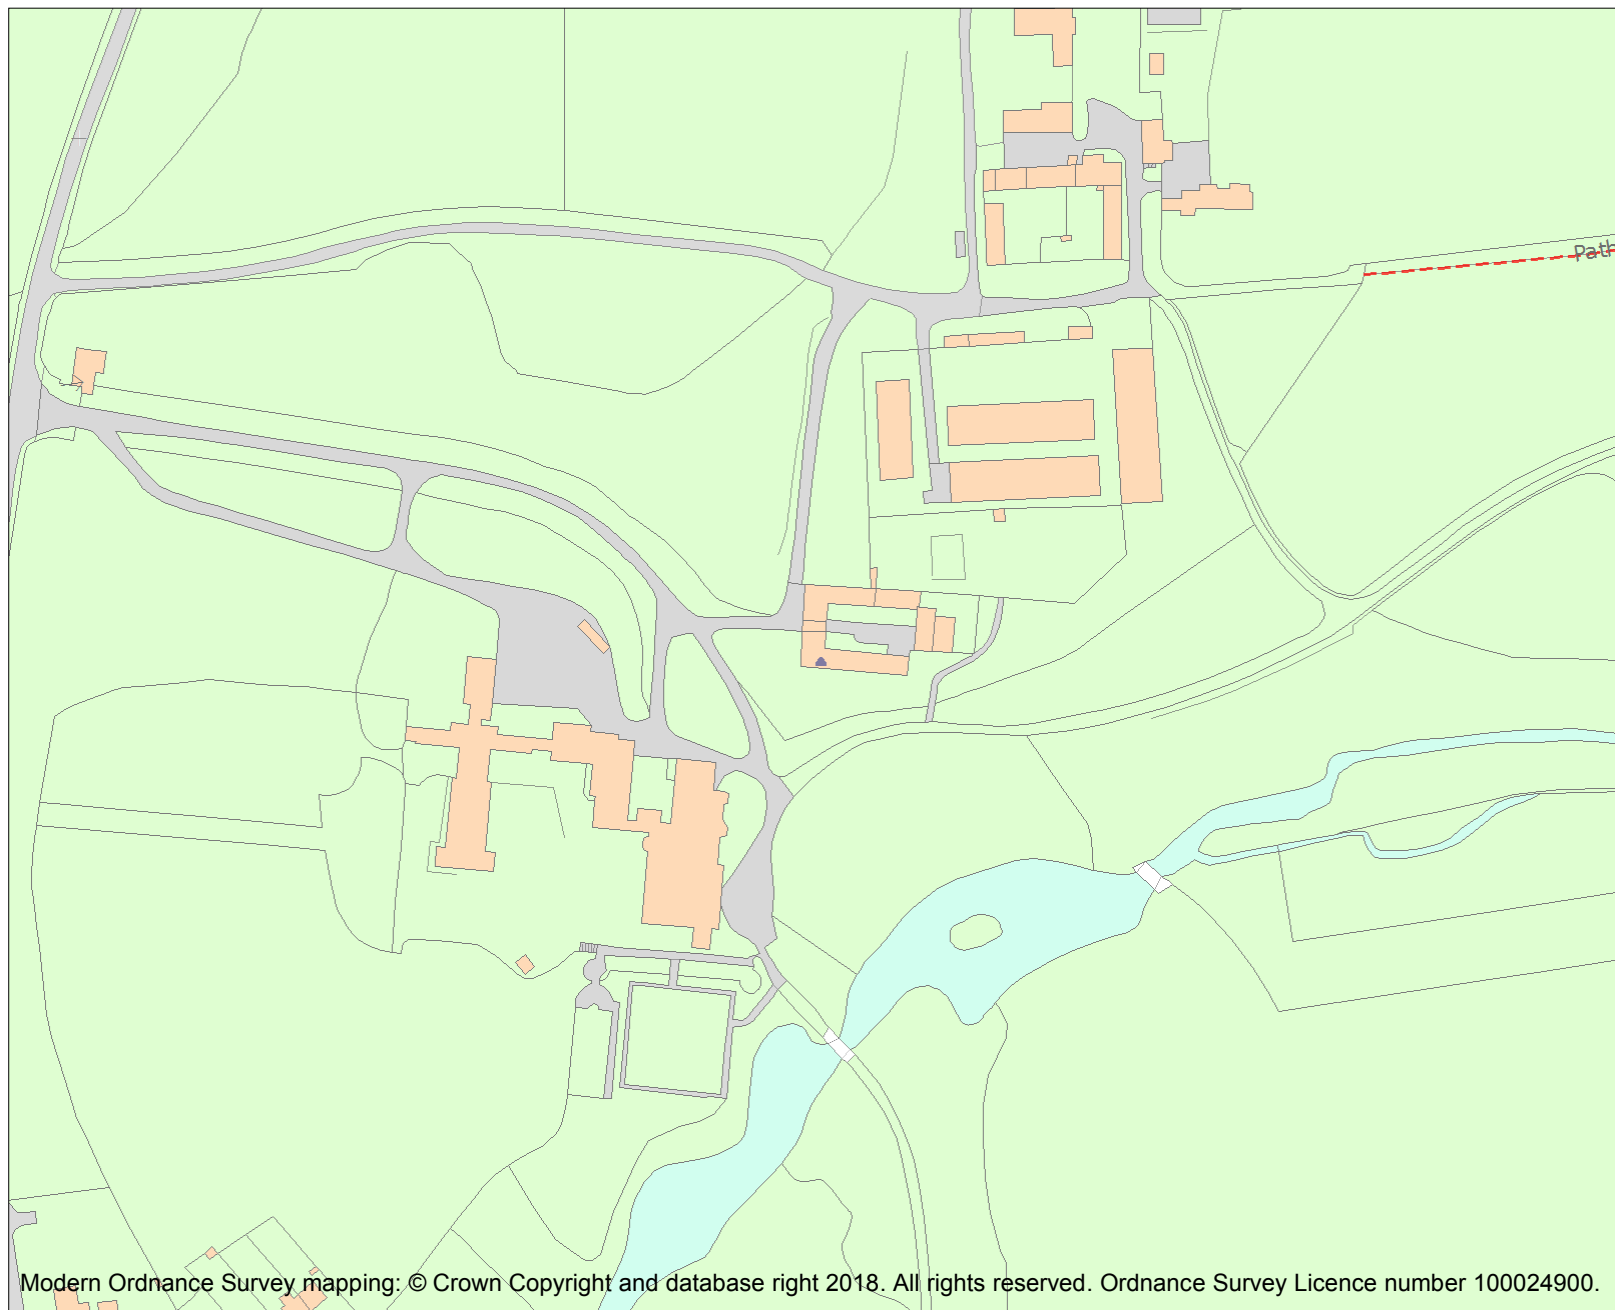 Path
Modern Ordnance Survey mapping: © Crown Copyright and database right 2018. All rights reserved. Ordnance Survey Licence number 100024900.